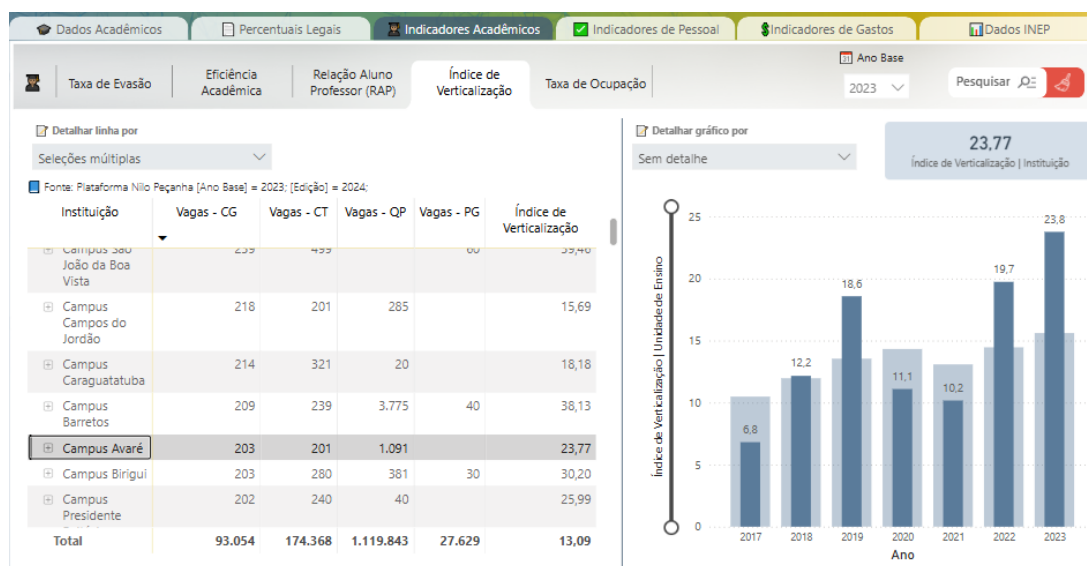 Dados Acadêmicos
Percentuais Legais
Indicadores Acadêmicos
Indicadores de Pessoal
Indicadores de Gastos
Dados INEP
Taxa de Evasão
Eficiência
Acadêmica
Relação Aluno
Professor (RAP)
Índice de
Verticalização
Taxa de Ocupação
Ano Base
2023
Pesquisar
Detalhar linha por
Seleções múltiplas
Fonte: Plataforma Nilo Peçanha [Ano Base] = 2023; [Edição] = 2024;
Instituição Vagas - CG Vagas - CT Vagas - QP Vagas - PG Índice de
Verticalização
Campus São 259 499 60 59,46
João da Boa
Vista
Campus 218 201 285 15,69
Campos do
Jordão
Campus 214 321 20 18,18
Caraguatatuba
Campus 209 239 3.775 40 38,13
Barretos
Campus Avaré 203 201 1.091 23,77
Campus Birigui 203 280 381 30 30,20
Campus 202 240 40 25,99
Presidente
Total 93.054 174.368 1.119.843 27.629 13,09
Detalhar gráfico por
Sem detalhe
23,77
Índice de Verticalização | Instituição
Índice de Verticalização | Unidade de Ensino
25
20
15
10
5
0
6,8
12,2
18,6
11,1
10,2
19,7
23,8
2017 2018 2019 2020 2021 2022 2023
Ano